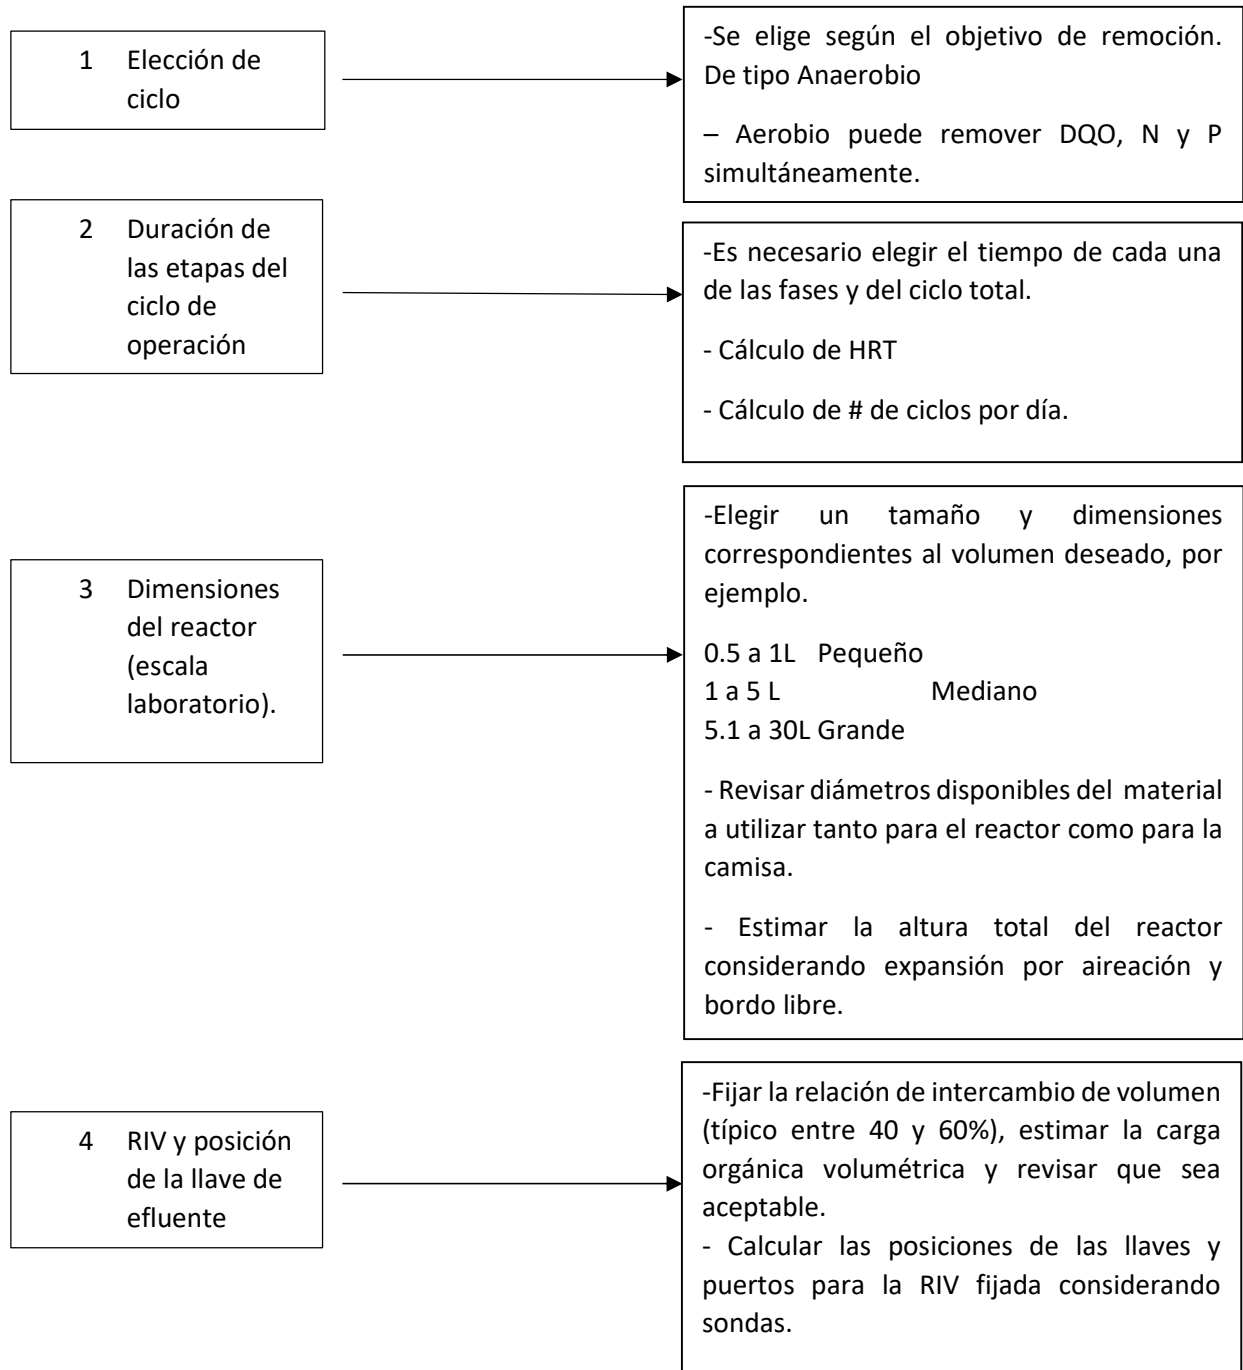 1 Elección de
ciclo
-Se elige según el objetivo de remoción.
De tipo Anaerobio
– Aerobio puede remover DQO, N y P
simultáneamente.
2 Duración de
las etapas del
ciclo de
operación
-Es necesario elegir el tiempo de cada una
de las fases y del ciclo total.
- Cálculo de HRT
- Cálculo de # de ciclos por día.
3 Dimensiones
del reactor
(escala
laboratorio).
-Elegir un tamaño y dimensiones
correspondientes al volumen deseado, por
ejemplo.
0.5 a 1L Pequeño
1 a 5 L Mediano
5.1 a 30L Grande
- Revisar diámetros disponibles del material
a utilizar tanto para el reactor como para la
camisa.
- Estimar la altura total del reactor
considerando expansión por aireación y
bordo libre.
4 RIV y posición
de la llave de
efluente
-Fijar la relación de intercambio de volumen
(típico entre 40 y 60%), estimar la carga
orgánica volumétrica y revisar que sea
aceptable.
- Calcular las posiciones de las llaves y
puertos para la RIV fijada considerando
sondas.